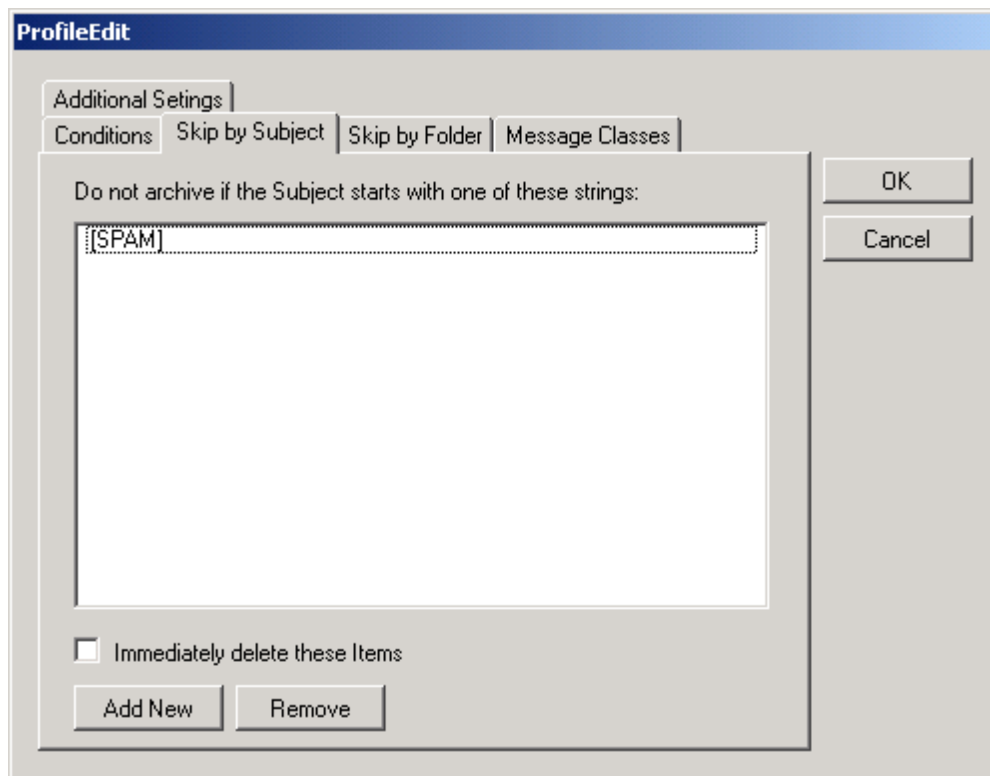 ProfileEdit
Additional Setings
Conditions Skip by Subject Skip by Folder Message Classes
Do not archive if the Subject starts with one of these strings:
OK
[SPAM]
Cancel
Immediately delete these Items
Add New Remove